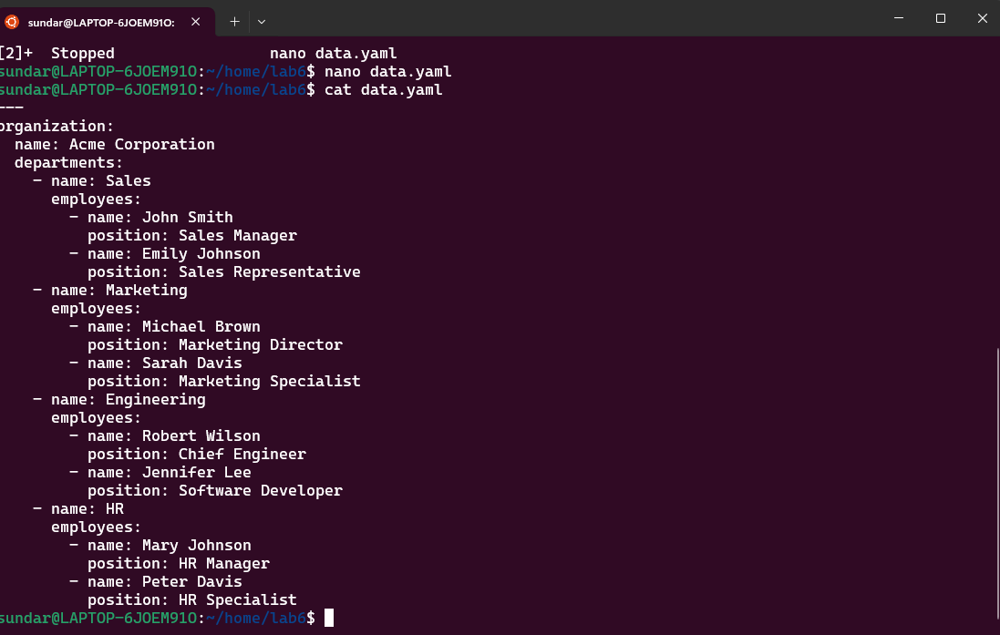 sundar@LAPTOP-6JOEM91O:
[2]+  Stopped                 nano data.yaml
sundar@LAPTOP-6JOEM91O:~/home/lab6$ nano data.yaml
sundar@LAPTOP-6JOEM91O:~/home/lab6$ cat data.yaml
---
organization:
  name: Acme Corporation
  departments:
    - name: Sales
      employees:
        - name: John Smith
          position: Sales Manager
        - name: Emily Johnson
          position: Sales Representative
    - name: Marketing
      employees:
        - name: Michael Brown
          position: Marketing Director
        - name: Sarah Davis
          position: Marketing Specialist
    - name: Engineering
      employees:
        - name: Robert Wilson
          position: Chief Engineer
        - name: Jennifer Lee
          position: Software Developer
    - name: HR
      employees:
        - name: Mary Johnson
          position: HR Manager
        - name: Peter Davis
          position: HR Specialist
sundar@LAPTOP-6JOEM91O:~/home/lab6$